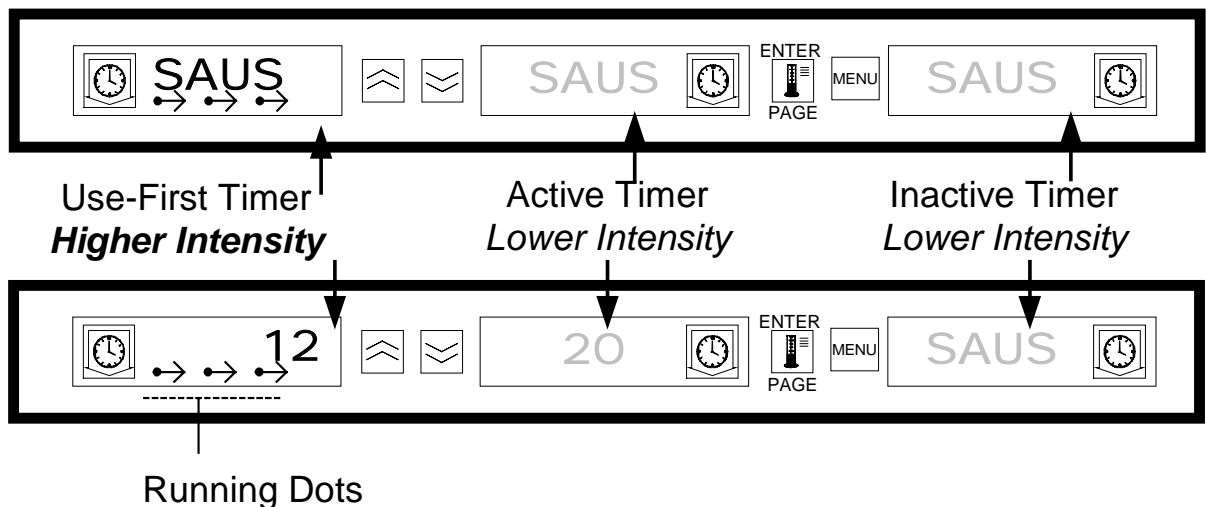 SAUS SAUS ENTER MENU PAGE SAUS
Use-First Timer Active Timer Inactive Timer
Higher Intensity Lower Intensity Lower Intensity
12 20 ENTER MENU PAGE SAUS
Running Dots